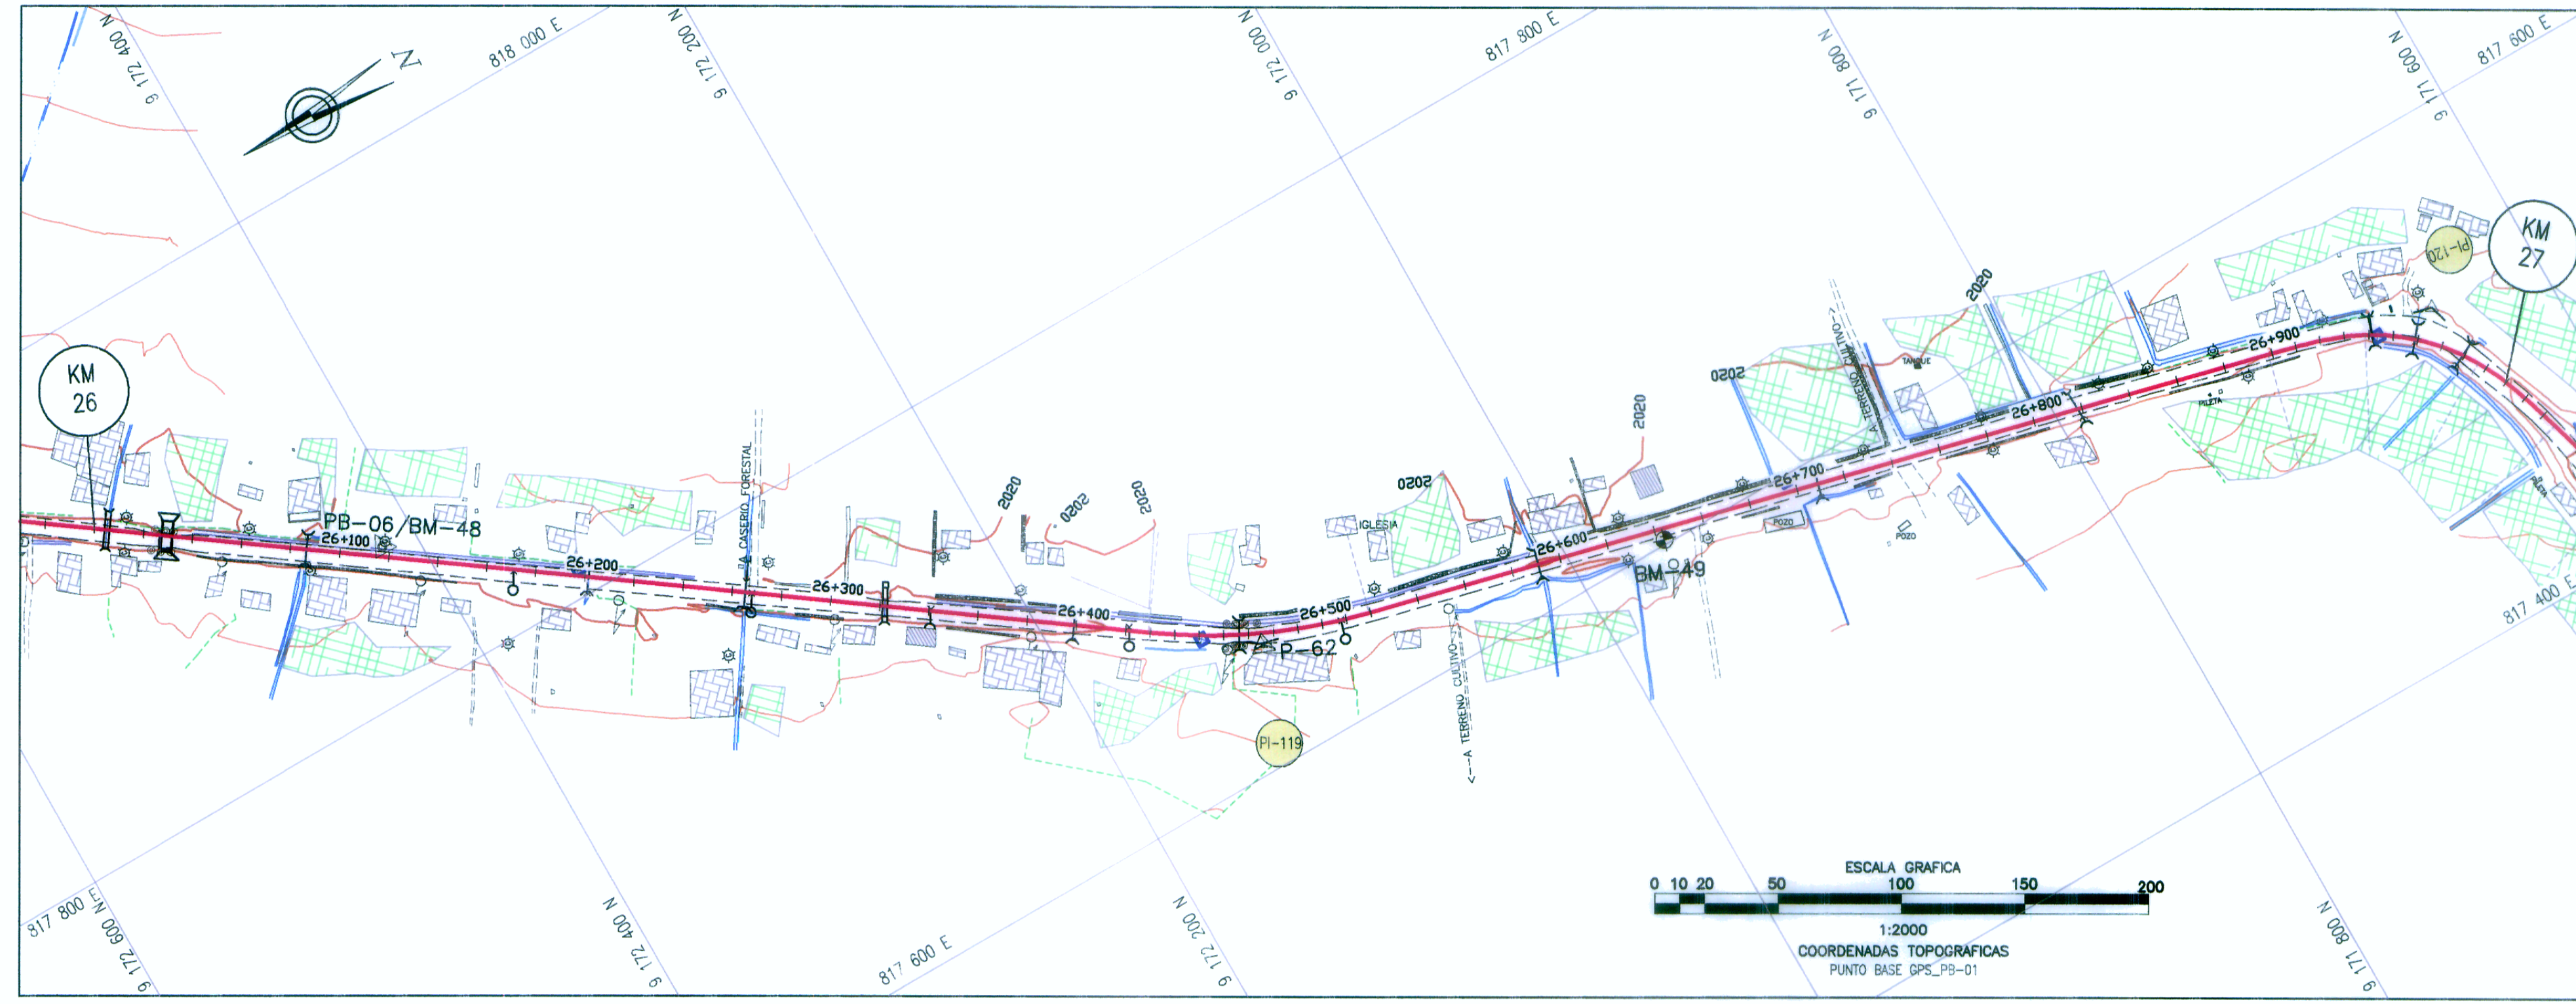 9 172 400 N
818 000 E
9 172 200 N
9 172 000 N
817 800 E
9 171 800 N
9 171 600 N
817 600 E
N
KM
26
KM
27
PI-120
PB-06/BM-48
26+100
26+200
A CASERIO FORESTAL
26+300
2020
2020
2020
26+400
26+500
P-62
PI-119
IGLESIA
2020
26+600
2020
BM-49
<---A TERRENO CULTIVO
26+700
POZO
POZO
2020
A TERRENO CULTIVO-->
TANQUE
2020
26+800
PILETA
26+900
PILETA
817 400 E
817 800 E
9 172 600 N
9 172 400 N
817 600 E
9 172 200 N
9 171 800 N
ESCALA GRAFICA
0 10 20 50 100 150 200
1:2000
COORDENADAS TOPOGRAFICAS
PUNTO BASE GPS_PB-01